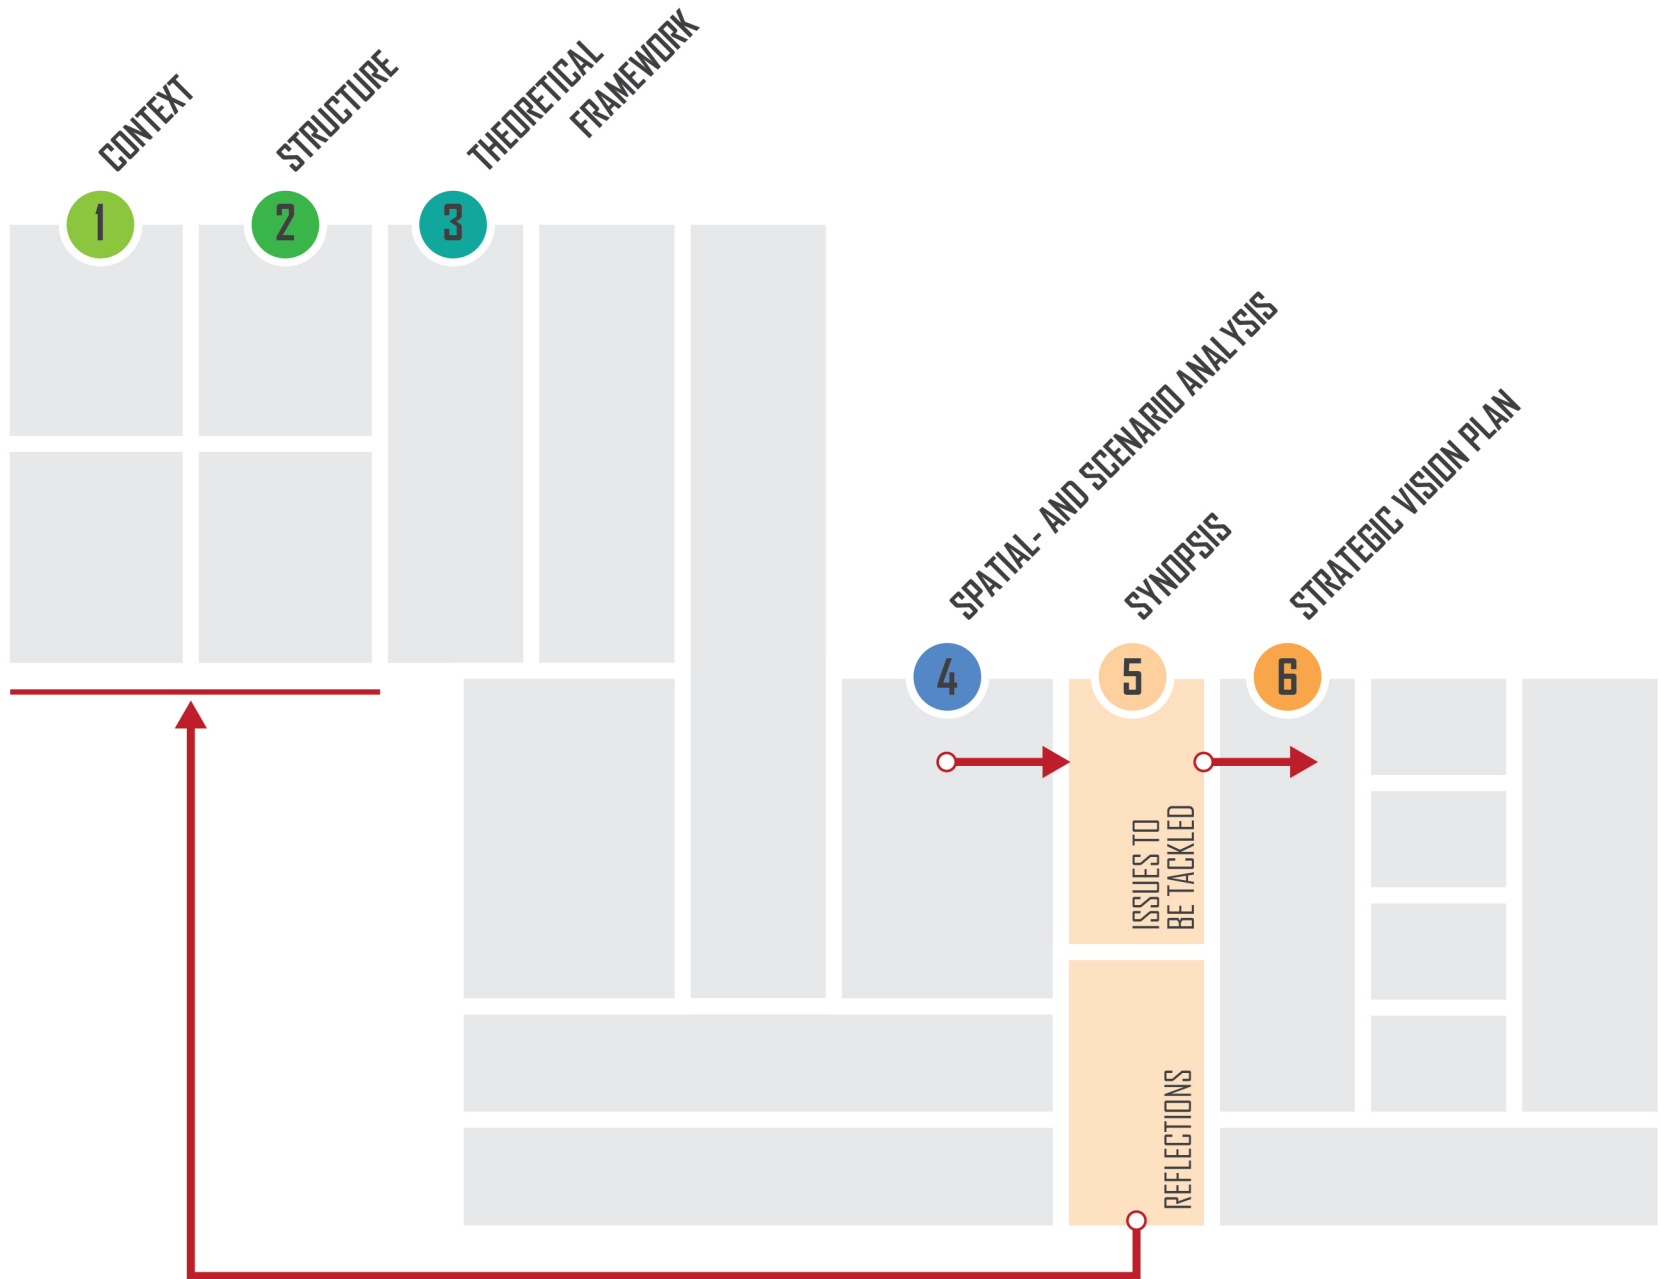 CONTEXT
STRUCTURE
THEORETICAL
FRAMEWORK
1
2
3
SPATIAL- AND SCENARIO ANALYSIS
SYNOPSIS
STRATEGIC VISION PLAN
4
5
6
ISSUES TO
BE TACKLED
REFLECTIONS